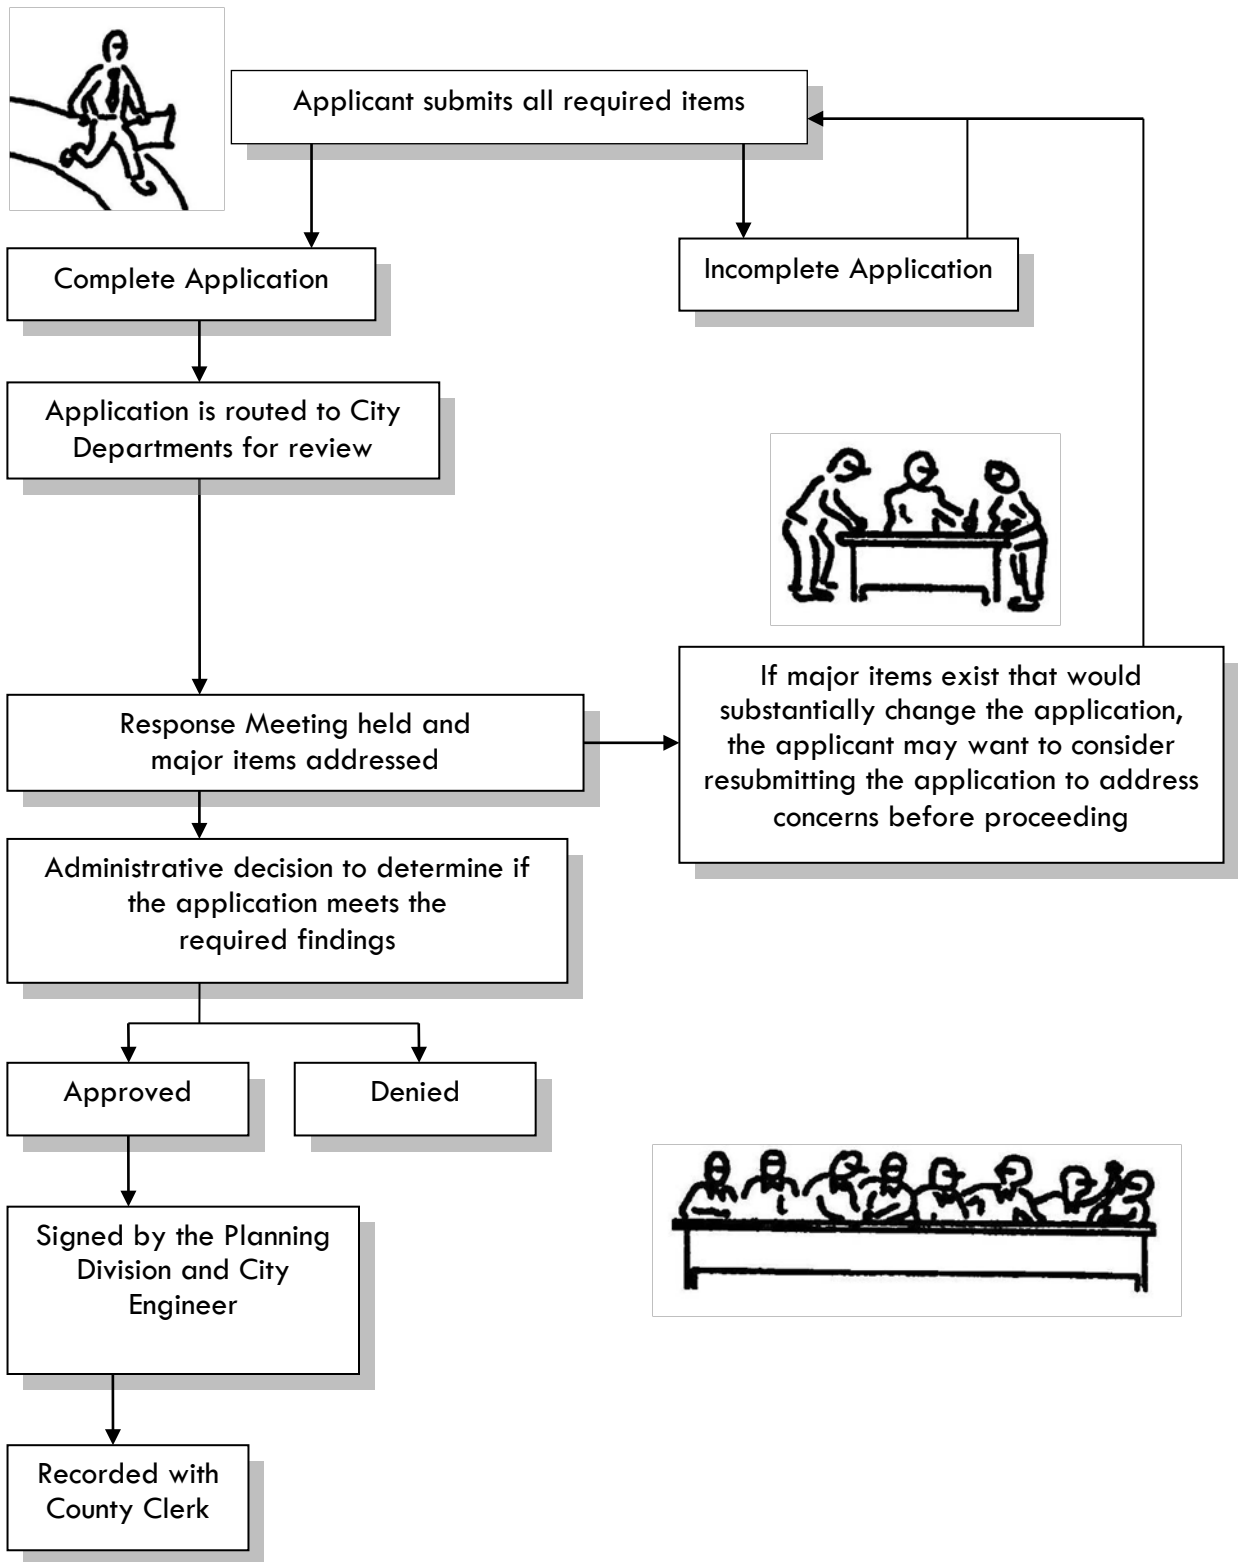 Applicant submits all required items
Complete Application
Incomplete Application
Application is routed to City
Departments for review
Response Meeting held and
major items addressed
If major items exist that would
substantially change the application,
the applicant may want to consider
resubmitting the application to address
concerns before proceeding
Administrative decision to determine if
the application meets the
required findings
Approved
Denied
Signed by the Planning
Division and City
Engineer
Recorded with
County Clerk